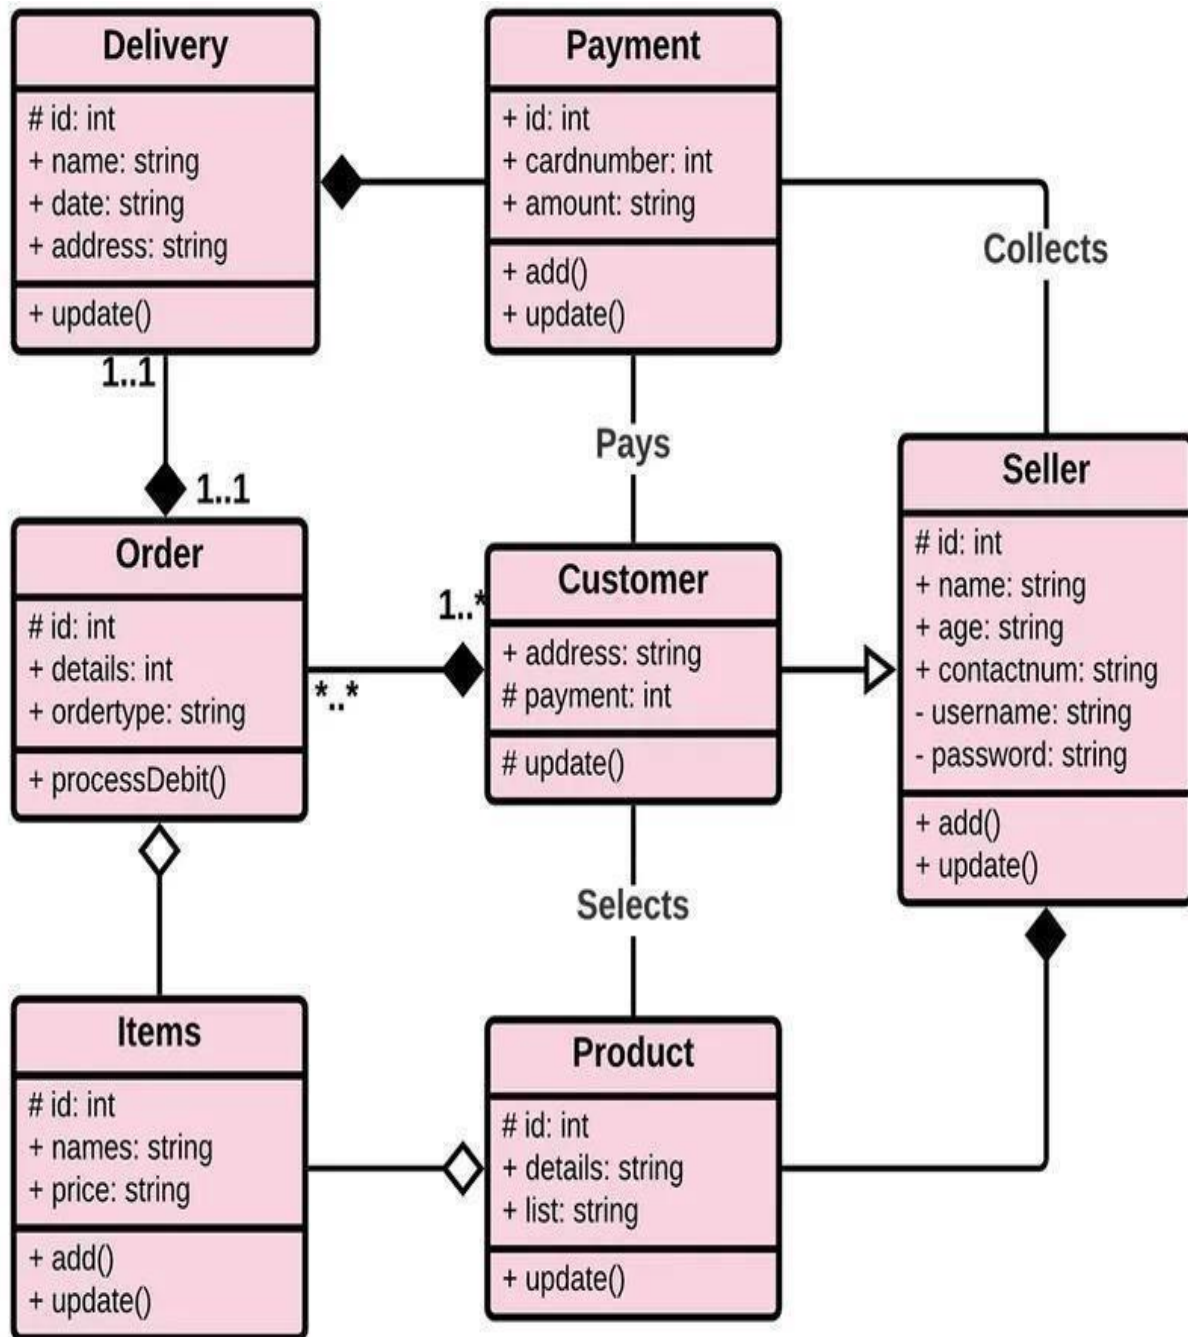 Delivery
# id: int
+ name: string
+ date: string
+ address: string
+ update()
Payment
+ id: int
+ cardnumber: int
+ amount: string
+ add()
+ update()
Collects
1..1
1..1
Pays
Seller
# id: int
+ name: string
+ age: string
+ contactnum: string
- username: string
- password: string
+ add()
+ update()
Order
# id: int
+ details: int
+ ordertype: string
+ processDebit()
1..*
*..*
Customer
+ address: string
# payment: int
# update()
Selects
Items
# id: int
+ names: string
+ price: string
+ add()
+ update()
Product
# id: int
+ details: string
+ list: string
+ update()